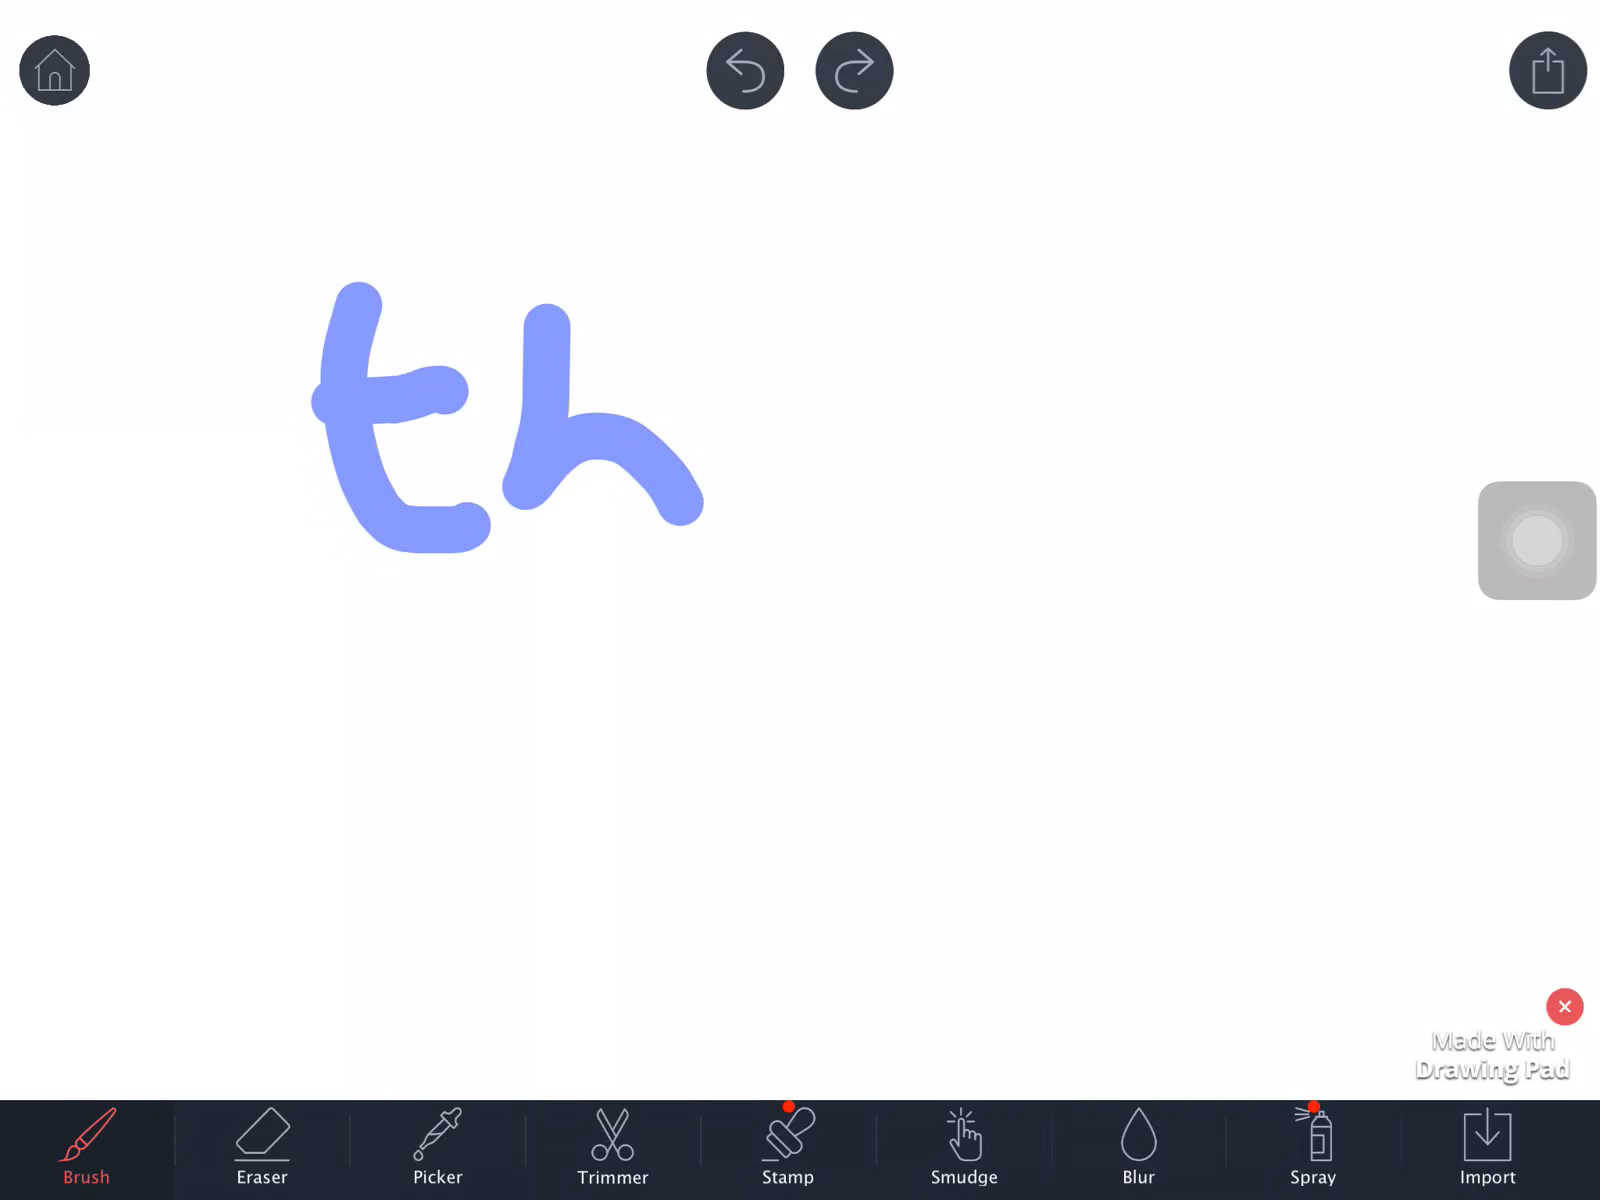 th
Made With
Drawing Pad
Brush Eraser Picker Trimmer Stamp Smudge Blur Spray Import